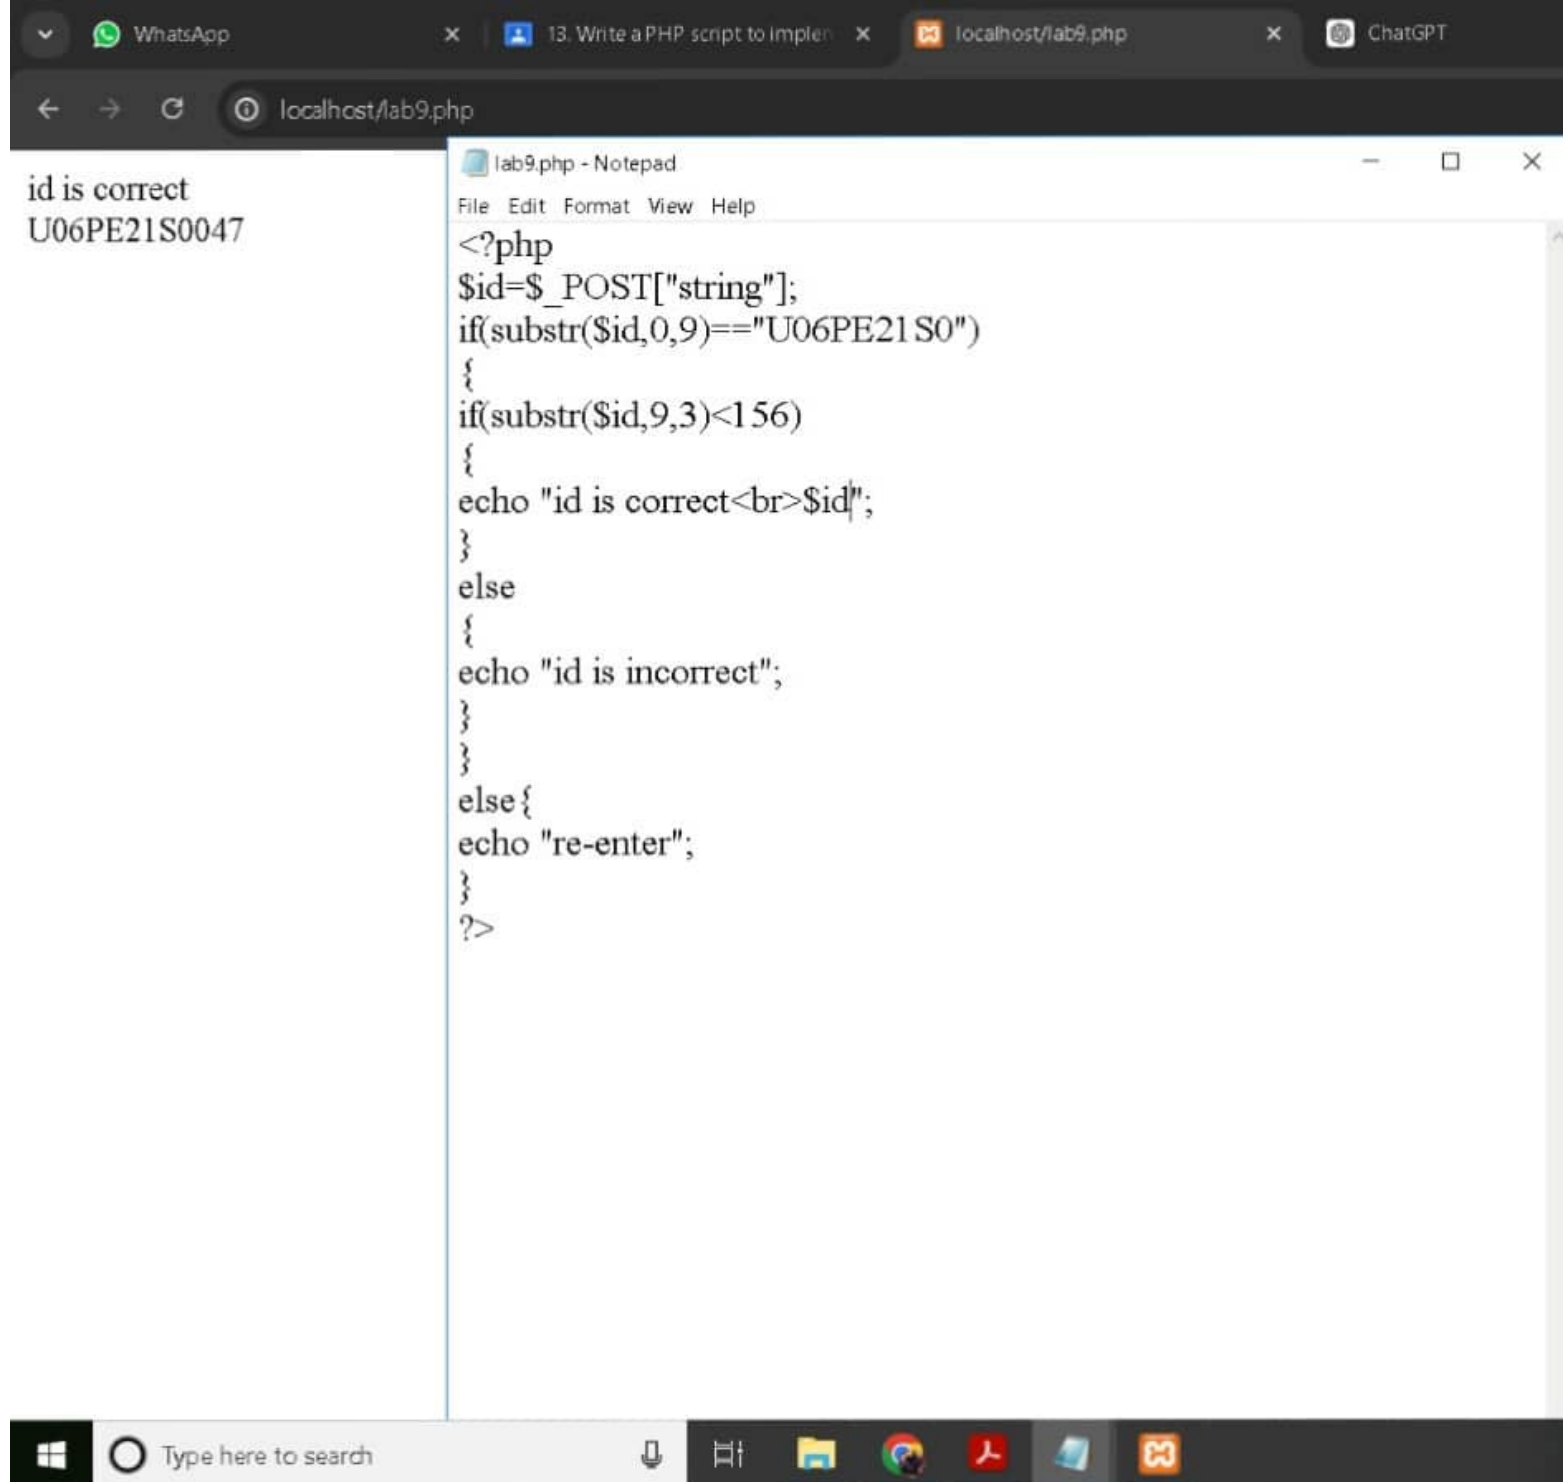 WhatsApp
13. Write a PHP script to implem
localhost/lab9.php
ChatGPT
localhost/lab9.php
id is correct
U06PE21S0047
lab9.php - Notepad
File Edit Format View Help
<?php
$id=$_POST["string"];
if(substr($id,0,9)=="U06PE21S0")
{
if(substr($id,9,3)<156)
{
echo "id is correct<br>$id";
}
else
{
echo "id is incorrect";
}
}
else{
echo "re-enter";
}
?>
Type here to search